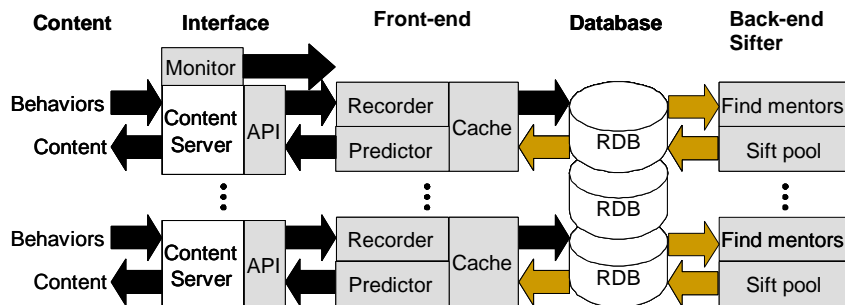 Content Interface Front-end Database Back-end
Sifter
Monitor
Behaviors Recorder Find mentors
Content API Cache RDB
Server
Content Predictor Sift pool
RDB
Behaviors Recorder Find mentors
Content API Cache
Server
Content Predictor RDB Sift pool